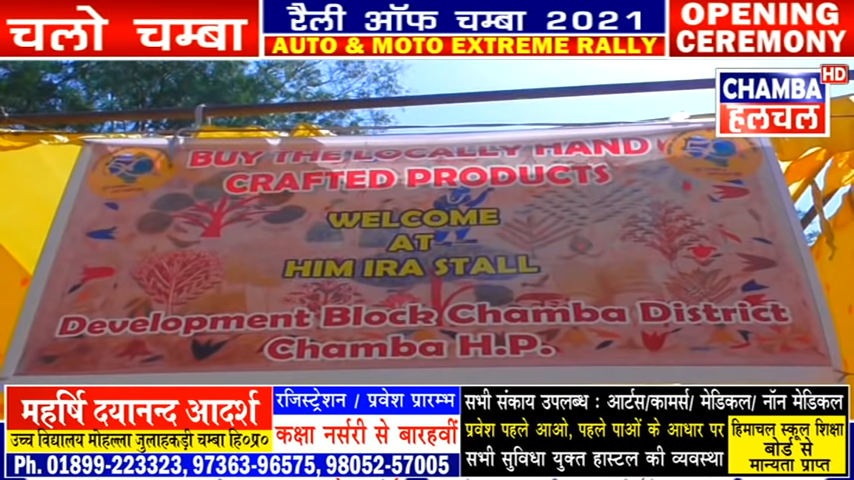 चलो चम्बा
रैली ऑफ चम्बा 2021
AUTO & MOTO EXTREME RALLY
OPENING
CEREMONY
CHAMBA HD
हलचल
BUY THE LOCALLY HAND
CRAFTED PRODUCTS
WELCOME
AT
HIM IRA STALL
Development Block Chamba District
Chamba H.P.
महर्षि दयानन्द आदर्श
उच्च विद्यालय मोहल्ला जुलाहकड़ी चम्बा हि०प्र०
Ph. 01899-223323, 97363-96575, 98052-57005
रजिस्ट्रेशन / प्रवेश प्रारम्भ
कक्षा नर्सरी से बारहवीं
सभी संकाय उपलब्ध : आर्टस/कामर्स/ मेडिकल/ नॉन मेडिकल
प्रवेश पहले आओ, पहले पाओं के आधार पर
सभी सुविधा युक्त हास्टल की व्यवस्था
हिमाचल स्कूल शिक्षा
बोर्ड से
मान्यता प्राप्त